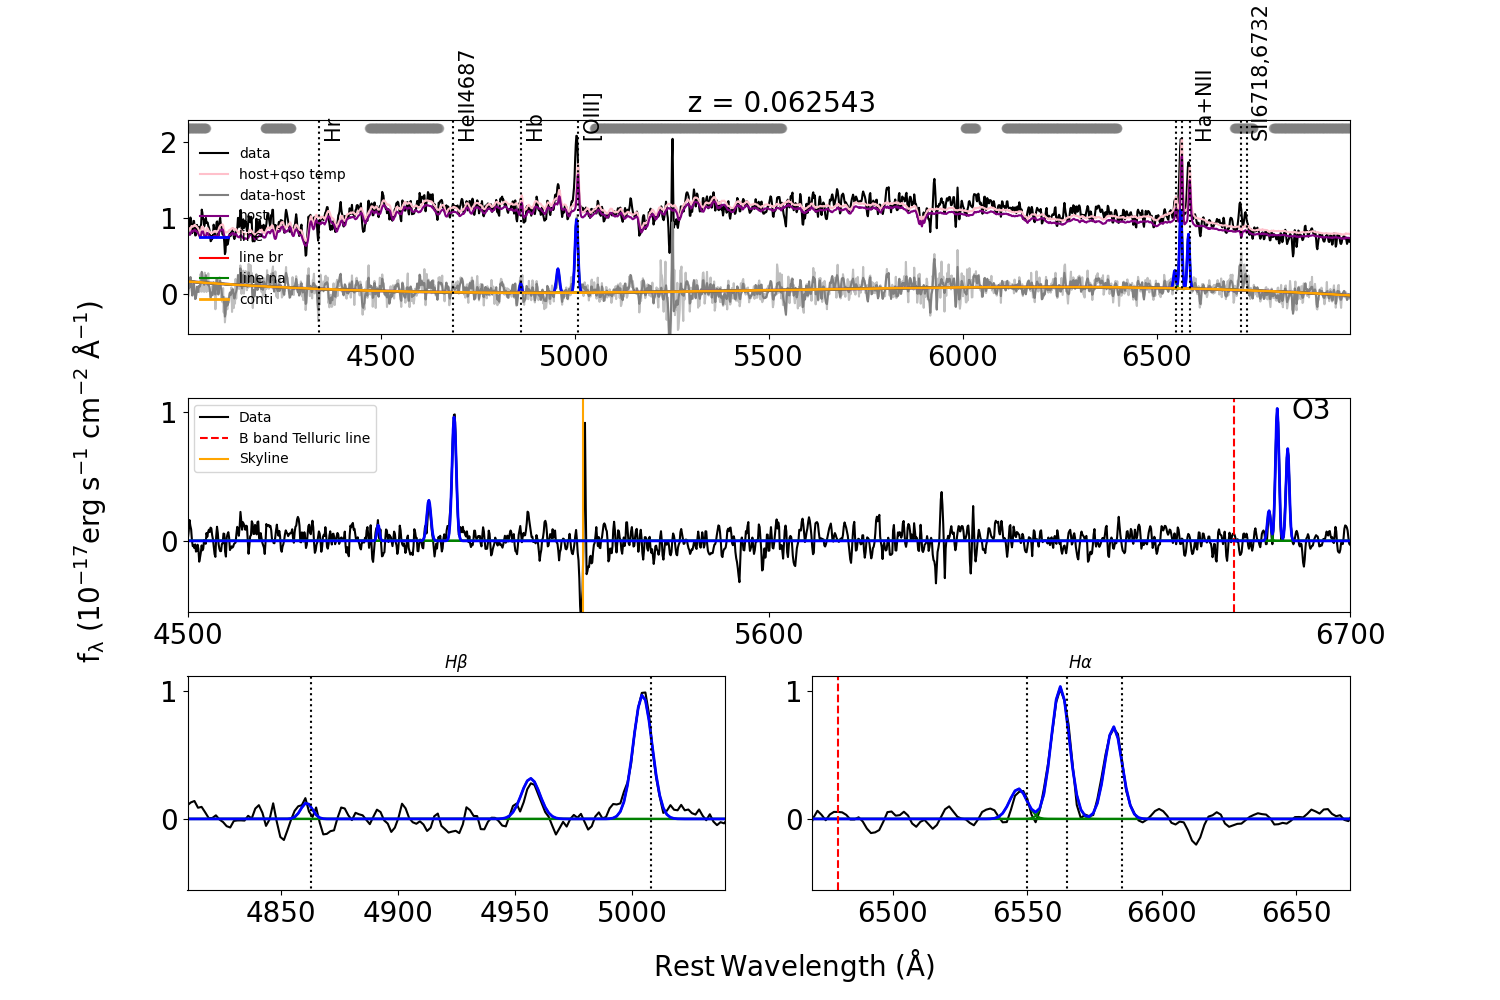 z = 0.062543
Hr
HeII4687
Hb
[OIII]
Ha+NII
SII6718,6732
2
1
0
data
host+qso temp
data-host
host
line
line br
line na
conti
4500 5000 5500 6000 6500
1
0
Data
B band Telluric line
Skyline
O3
4500 5600 6700
fλ (10−17erg s−1 cm−2 Å−1)
Hβ
1
0
4850 4900 4950 5000
Hα
1
0
6500 6550 6600 6650
Rest Wavelength (Å)